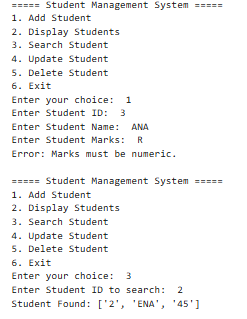 ===== Student Management System =====
1. Add Student
2. Display Students
3. Search Student
4. Update Student
5. Delete Student
6. Exit
Enter your choice:  1
Enter Student ID:  3
Enter Student Name:  ANA
Enter Student Marks:  R
Error: Marks must be numeric.

===== Student Management System =====
1. Add Student
2. Display Students
3. Search Student
4. Update Student
5. Delete Student
6. Exit
Enter your choice:  3
Enter Student ID to search:  2
Student Found: ['2', 'ENA', '45']